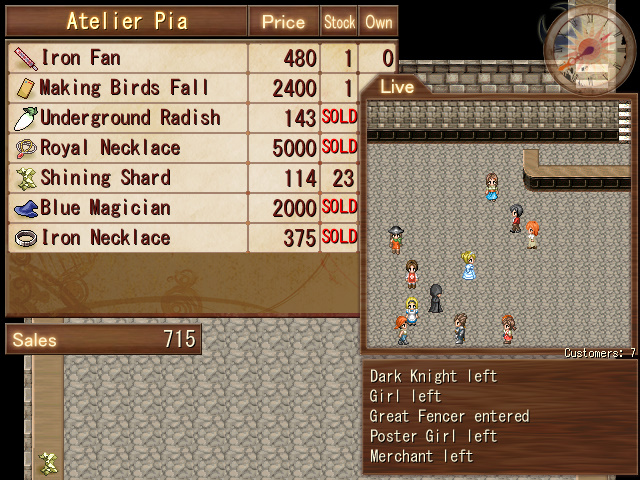 Atelier Pia Price Stock Own
Iron Fan 480 1 0
Making Birds Fall 2400 1
Underground Radish 143 SOLD
Royal Necklace 5000 SOLD
Shining Shard 114 23
Blue Magician 2000 SOLD
Iron Necklace 375 SOLD
Sales 715
Live
Customers: 7
Dark Knight left
Girl left
Great Fencer entered
Poster Girl left
Merchant left